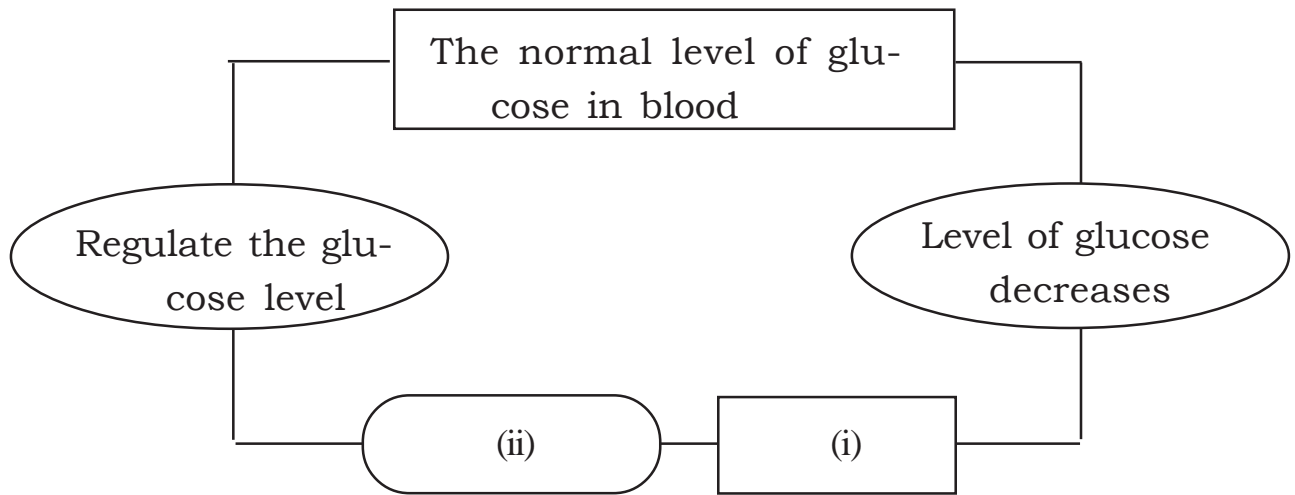 The normal level of glu-
cose in blood
Regulate the glu-
cose level
Level of glucose
decreases
(ii)
(i)